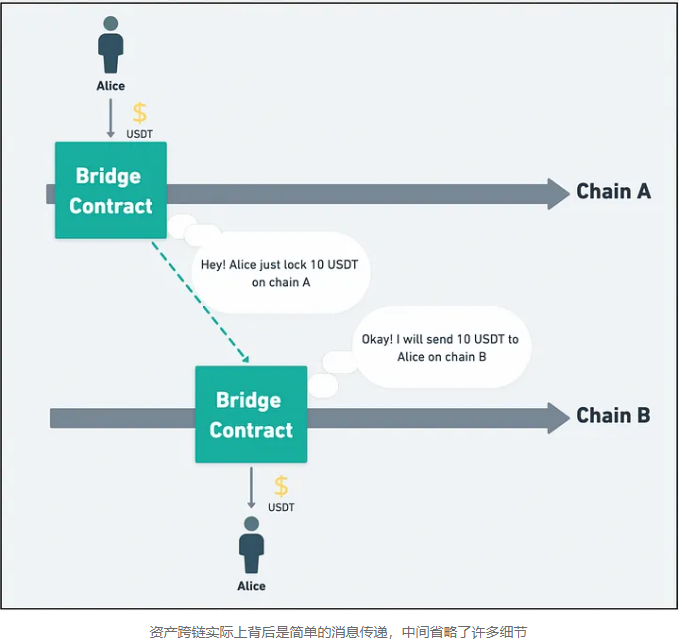 Alice
$
USDT
Bridge
Contract
Chain A
Hey! Alice just lock 10 USDT
on chain A
Okay! I will send 10 USDT to
Alice on chain B
Bridge
Contract
Chain B
$
USDT
Alice
资产跨链实际上背后是简单的消息传递，中间省略了许多细节